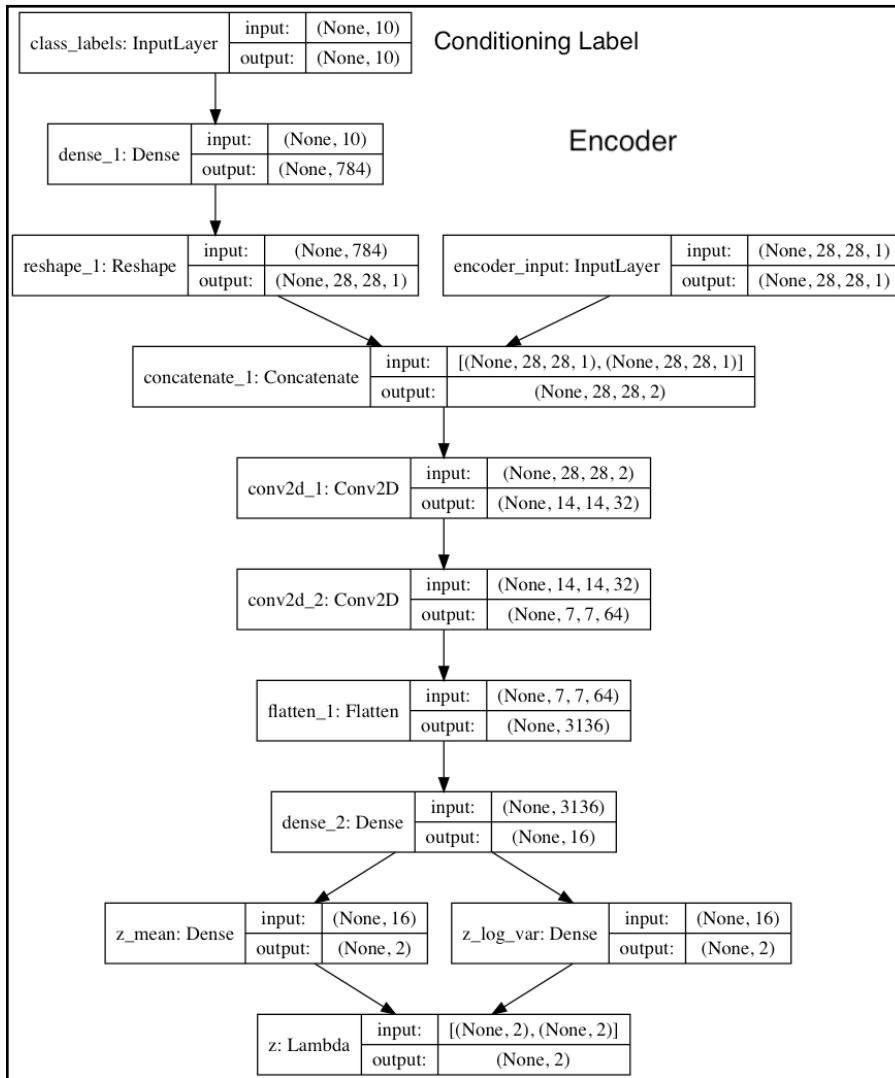 class_labels: InputLayer
input: (None, 10)
output: (None, 10)
Conditioning Label
dense_1: Dense
input: (None, 10)
output: (None, 784)
Encoder
reshape_1: Reshape
input: (None, 784)
output: (None, 28, 28, 1)
encoder_input: InputLayer
input: (None, 28, 28, 1)
output: (None, 28, 28, 1)
concatenate_1: Concatenate
input: [(None, 28, 28, 1), (None, 28, 28, 1)]
output: (None, 28, 28, 2)
conv2d_1: Conv2D
input: (None, 28, 28, 2)
output: (None, 14, 14, 32)
conv2d_2: Conv2D
input: (None, 14, 14, 32)
output: (None, 7, 7, 64)
flatten_1: Flatten
input: (None, 7, 7, 64)
output: (None, 3136)
dense_2: Dense
input: (None, 3136)
output: (None, 16)
z_mean: Dense
input: (None, 16)
output: (None, 2)
z_log_var: Dense
input: (None, 16)
output: (None, 2)
z: Lambda
input: [(None, 2), (None, 2)]
output: (None, 2)